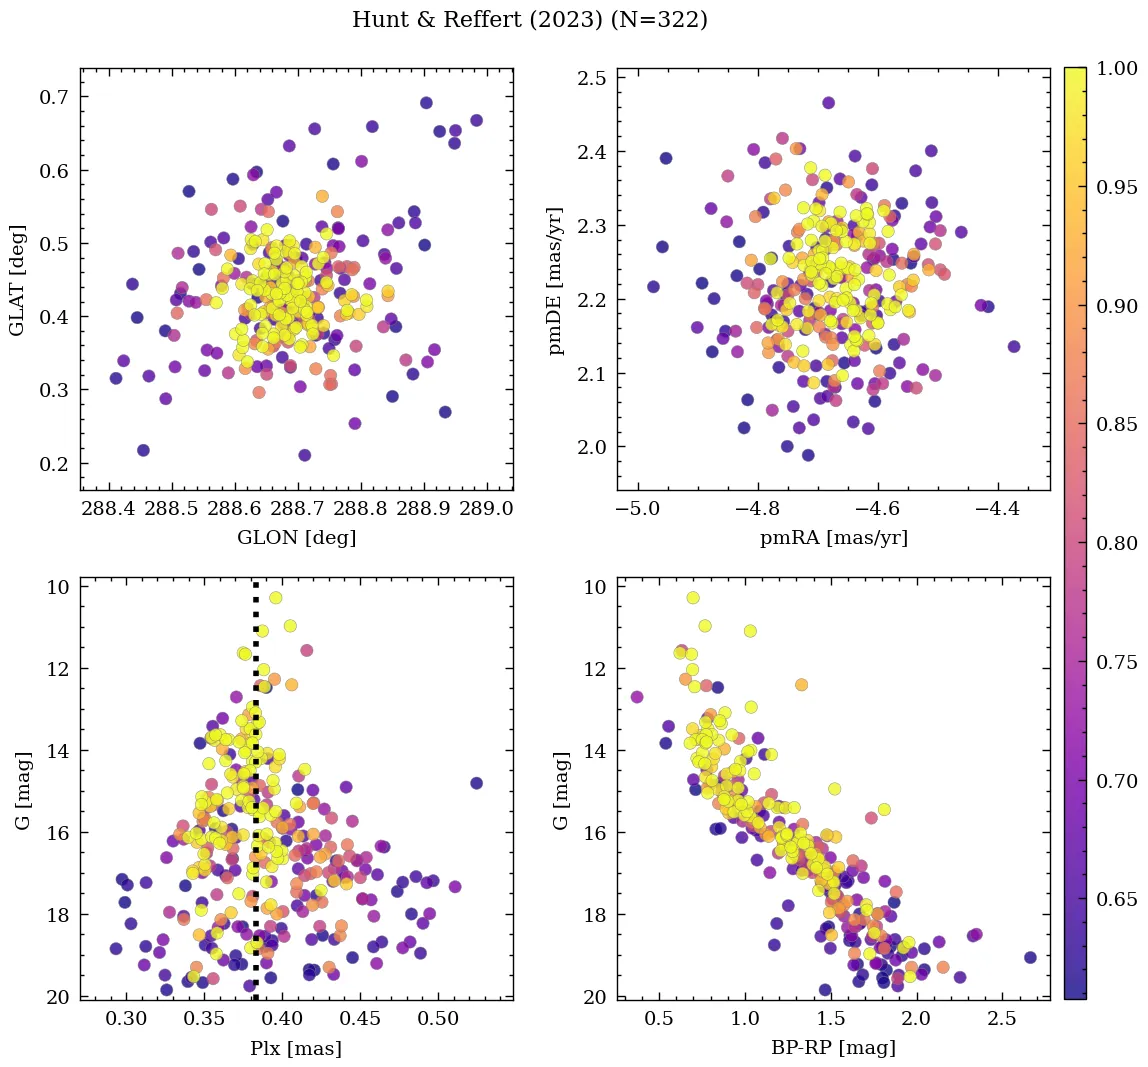 Hunt & Reffert (2023) (N=322)
0.7
0.6
0.5
0.4
0.3
0.2
GLAT [deg]
288.4 288.5 288.6 288.7 288.8 288.9 289.0
GLON [deg]
2.5
2.4
2.3
2.2
2.1
2.0
pmDE [mas/yr]
−5.0 −4.8 −4.6 −4.4
pmRA [mas/yr]
10
12
14
16
18
20
G [mag]
0.30 0.35 0.40 0.45 0.50
Plx [mas]
10
12
14
16
18
20
G [mag]
0.5 1.0 1.5 2.0 2.5
BP-RP [mag]
1.00
0.95
0.90
0.85
0.80
0.75
0.70
0.65